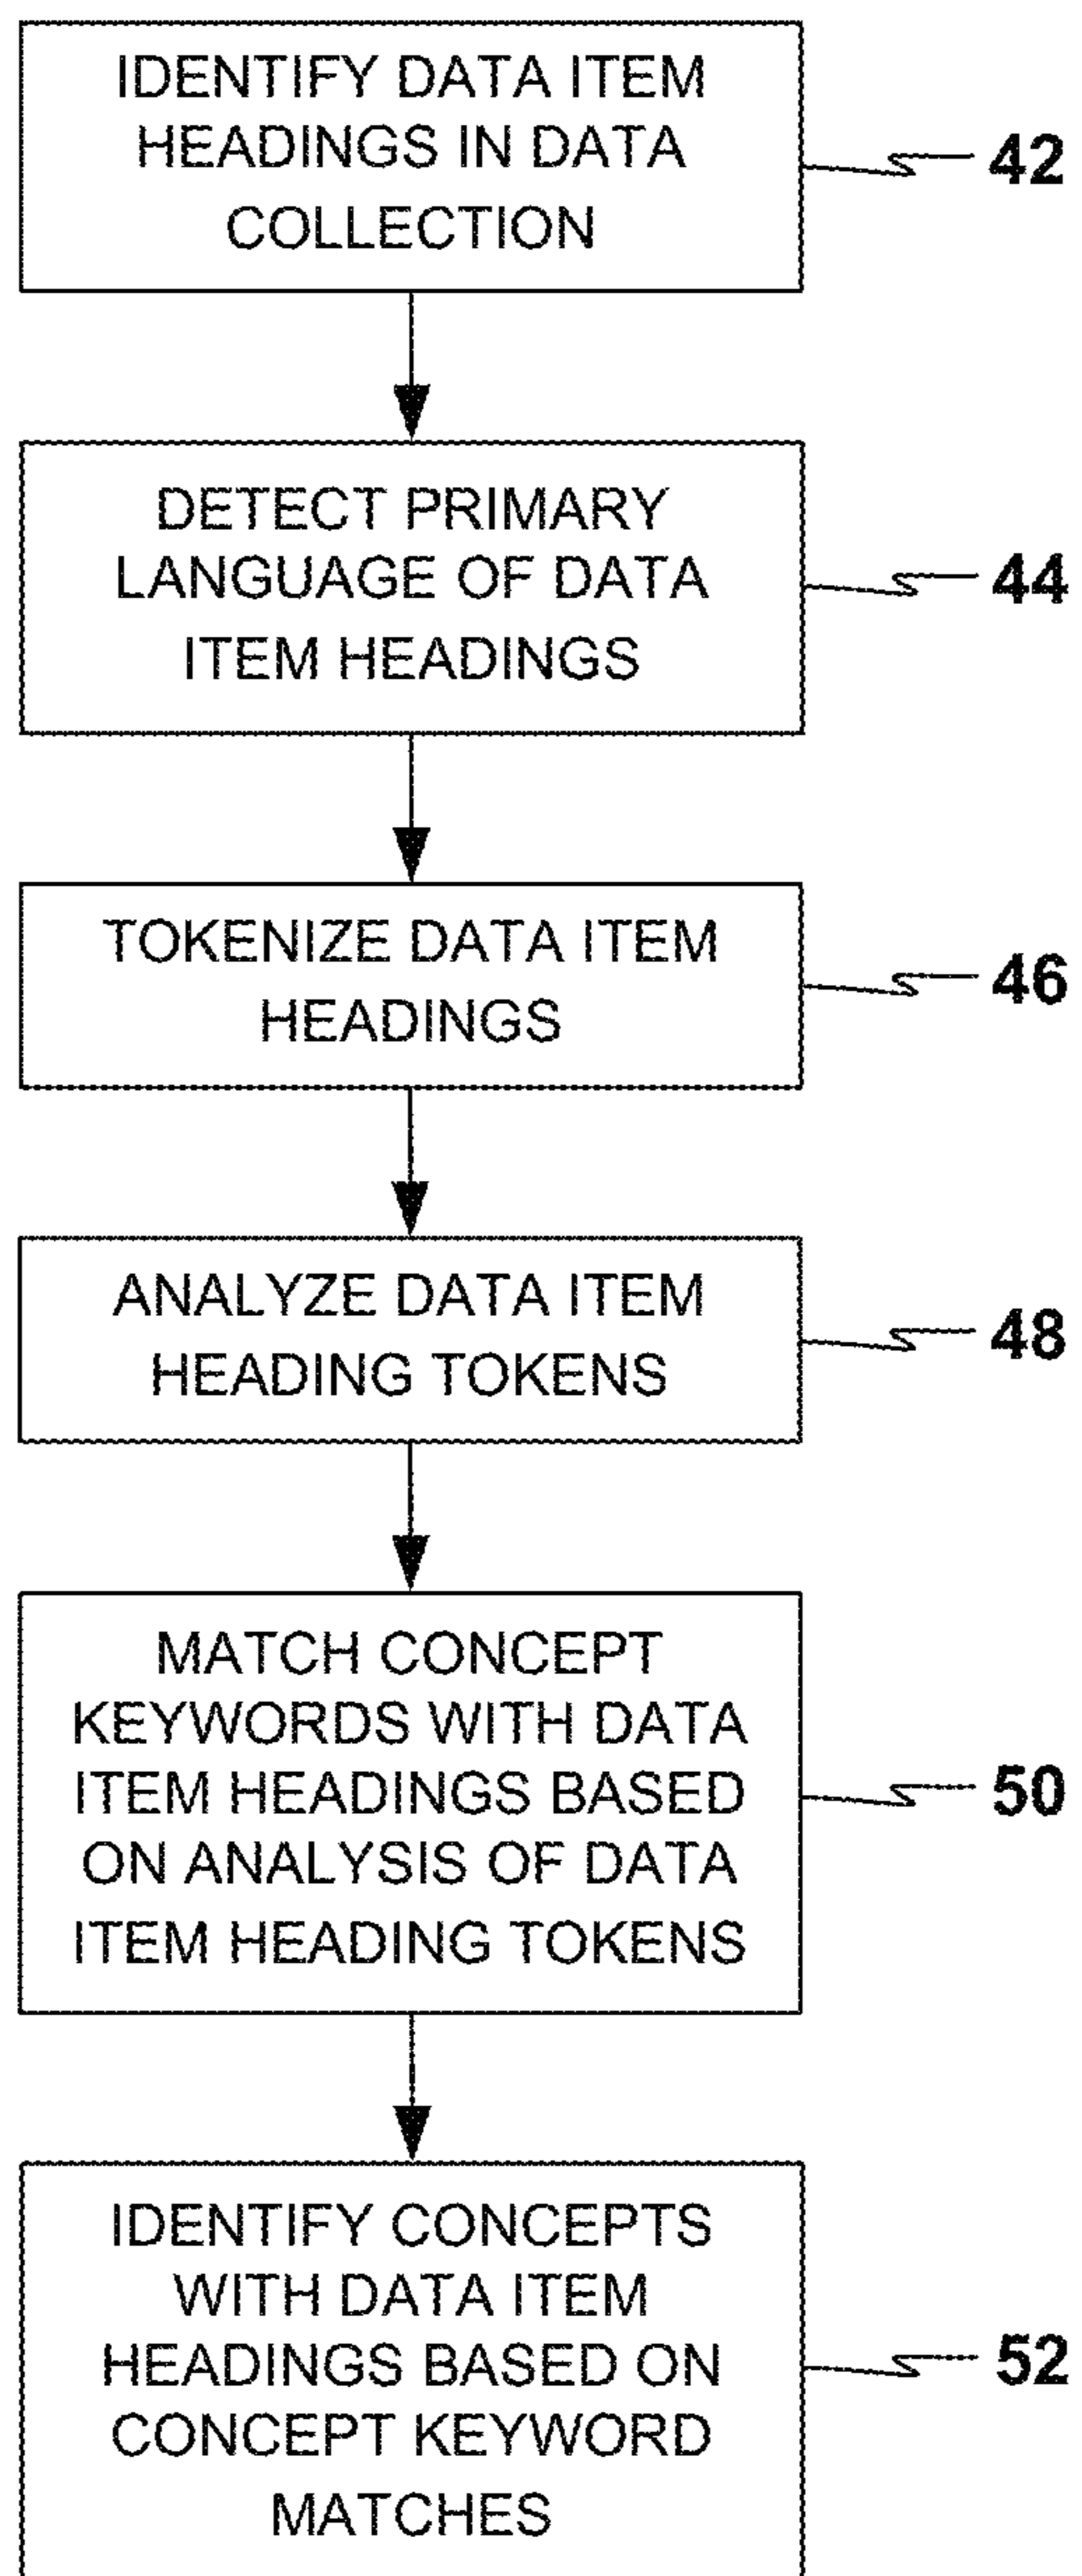 IDENTIFY DATA ITEM
HEADINGS IN DATA
COLLECTION
42
DETECT PRIMARY
LANGUAGE OF DATA
ITEM HEADINGS
44
TOKENIZE DATA ITEM
HEADINGS
46
ANALYZE DATA ITEM
HEADING TOKENS
48
MATCH CONCEPT
KEYWORDS WITH DATA
ITEM HEADINGS BASED
ON ANALYSIS OF DATA
ITEM HEADING TOKENS
50
IDENTIFY CONCEPTS
WITH DATA ITEM
HEADINGS BASED ON
CONCEPT KEYWORD
MATCHES
52